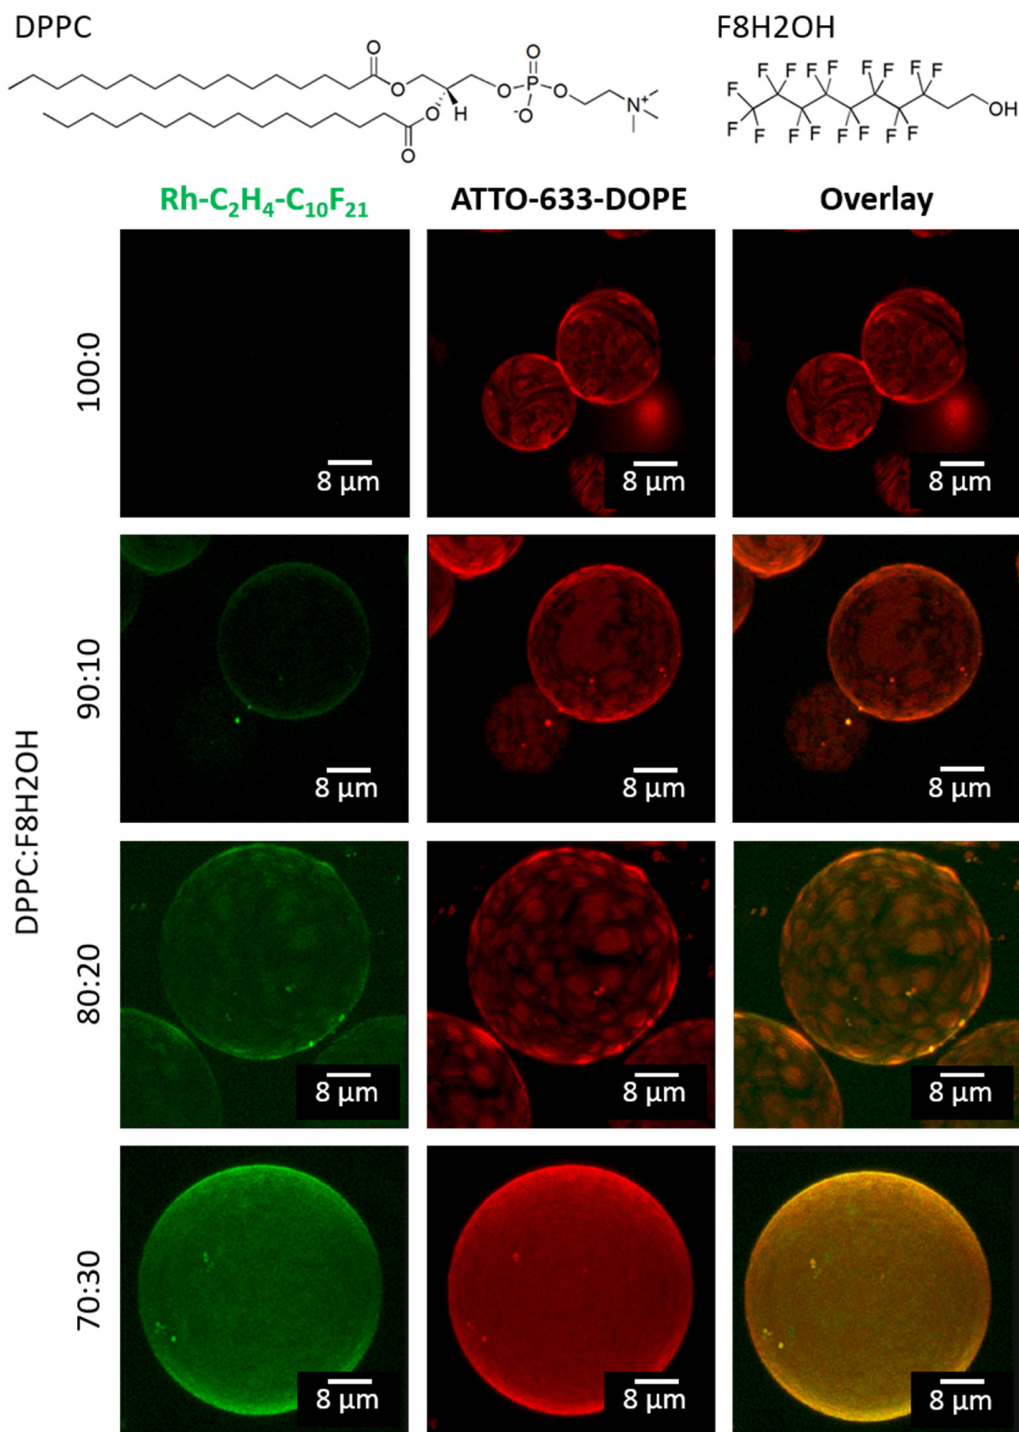 DPPC
F8H2OH
O
O
O
H
O
O
O
P
O
-O
O
N+
F F F F F F F F
F
F
F F F F F F F F
OH
Rh-C₂H₄-C₁₀F₂₁ ATTO-633-DOPE Overlay
DPPC:F8H2OH
100:0
8 µm 8 µm 8 µm
90:10
8 µm 8 µm 8 µm
80:20
8 µm 8 µm 8 µm
70:30
8 µm 8 µm 8 µm